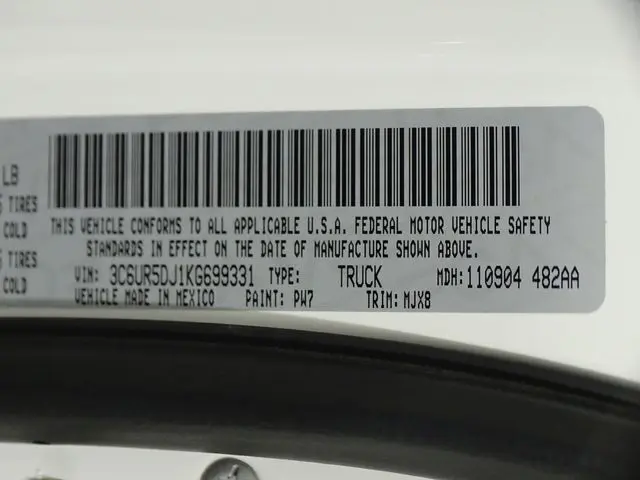 LB
TIRES
COLD
TIRES
COLD
THIS VEHICLE CONFORMS TO ALL APPLICABLE U.S.A. FEDERAL MOTOR VEHICLE SAFETY
STANDARDS IN EFFECT ON THE DATE OF MANUFACTURE SHOWN ABOVE.
VIN: 3C6UR5DJ1KG699331 TYPE: TRUCK MDH: 110904 482AA
VEHICLE MADE IN MEXICO PAINT: PW7 TRIM: MJX8